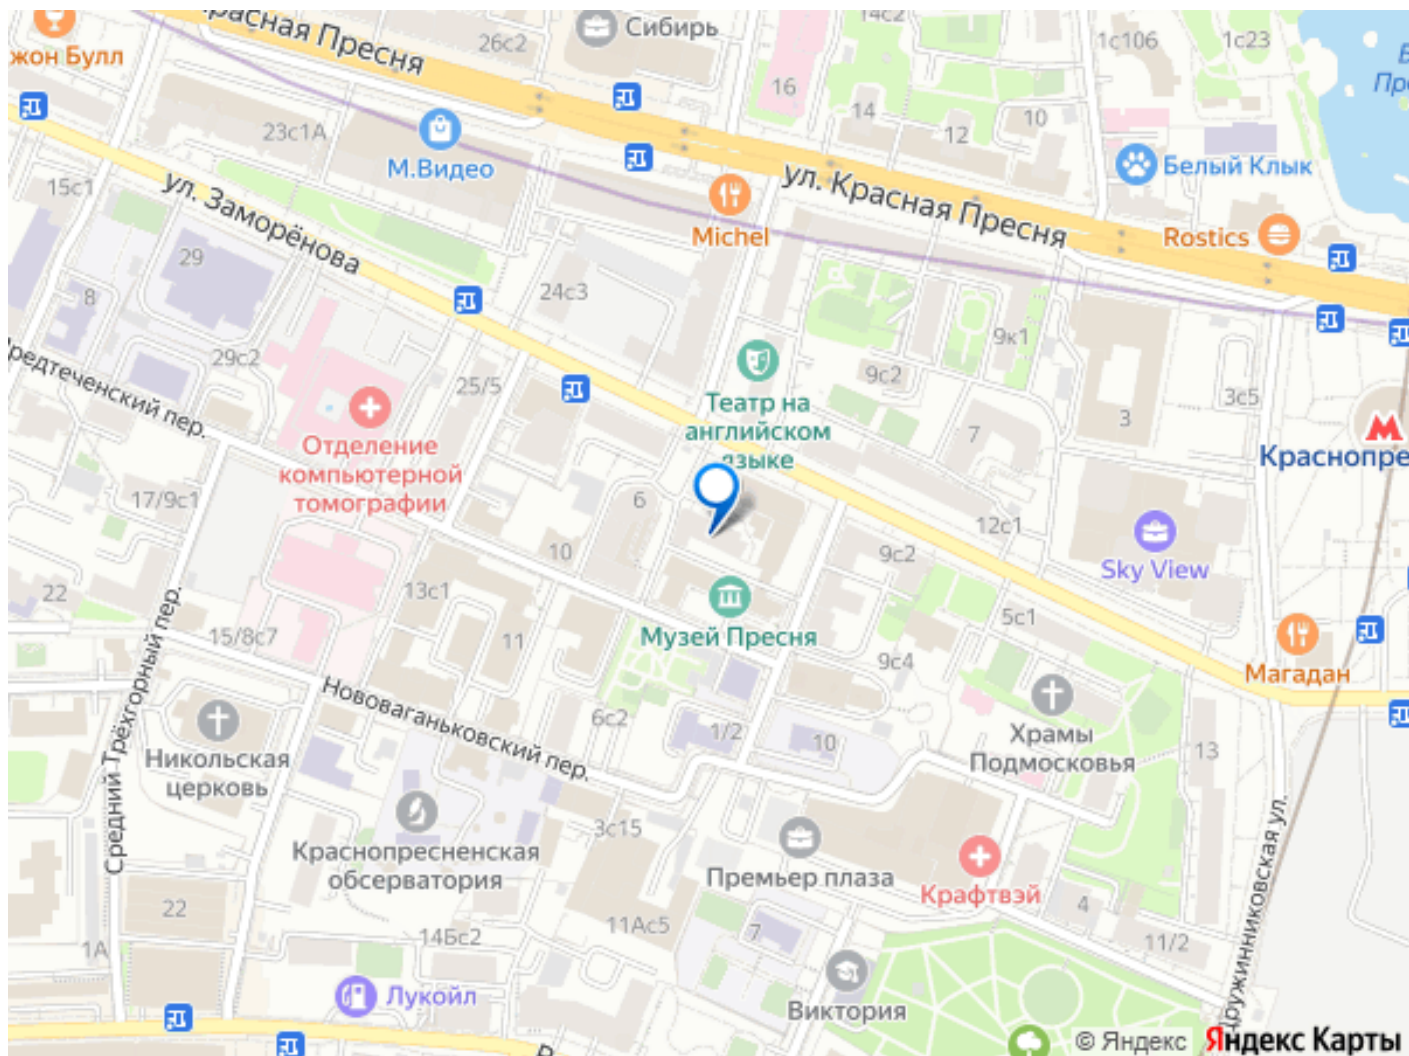 красная Пресня
26с2
Сибирь
14с2
1с106
1с23
жон Булл
16
14
12
10
23с1А
М.Видео
ул. Красная Пресня
Белый Клык
15с1
ул. Заморёнова
Michel
Rostics
29
8
24с3
9к1
29с2
Предтеченский пер.
25/5
Театр на
английском
языке
9с2
3с5
3
7
Отделение
компьютерной
томографии
Краснопре
17/9с1
6
12с1
10
9с2
Sky View
22
13с1
Музей Пресня
5с1
15/8с7
11
9с4
Магадан
Средний Трёхгорный пер.
Нововаганьковский пер.
6с2
1/2
10
Храмы
Подмосковья
13
Никольская
церковь
3с15
Краснопресненская
обсерватория
Премьер плаза
Крафтвэй
Дружинниковская ул.
22
11Ас5
7
4
11/2
1А
14Бс2
Лукойл
Виктория
© Яндекс Яндекс Карты